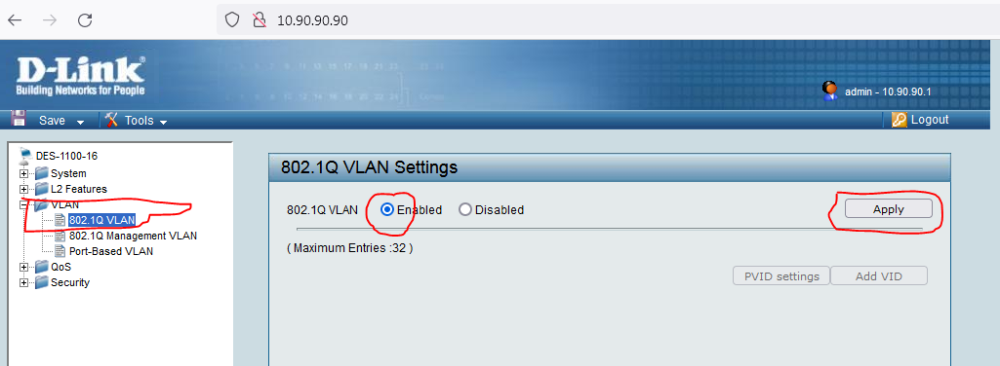 10.90.90.90
D-Link
Building Networks for People
admin - 10.90.90.1
Save Tools Logout
DES-1100-16
System
L2 Features
VLAN
802.1Q VLAN
802.1Q Management VLAN
Port-Based VLAN
QoS
Security
802.1Q VLAN Settings
802.1Q VLAN Enabled Disabled Apply
( Maximum Entries :32 )
PVID settings Add VID